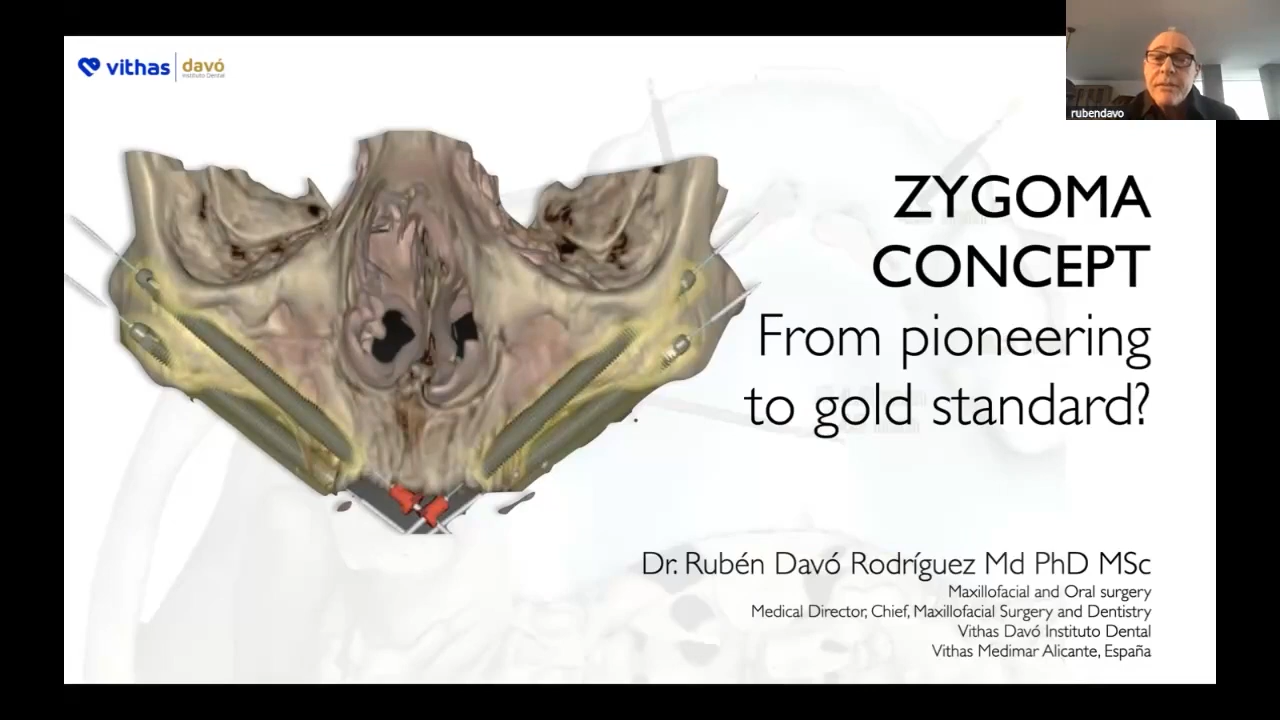 vithas
davó
Instituto Dental
rubendavo
ZYGOMA
CONCEPT
From pioneering
to gold standard?
Dr. Rubén Davó Rodríguez Md PhD MSc
Maxillofacial and Oral surgery
Medical Director, Chief, Maxillofacial Surgery and Dentistry
Vithas Davó Instituto Dental
Vithas Medimar Alicante, España